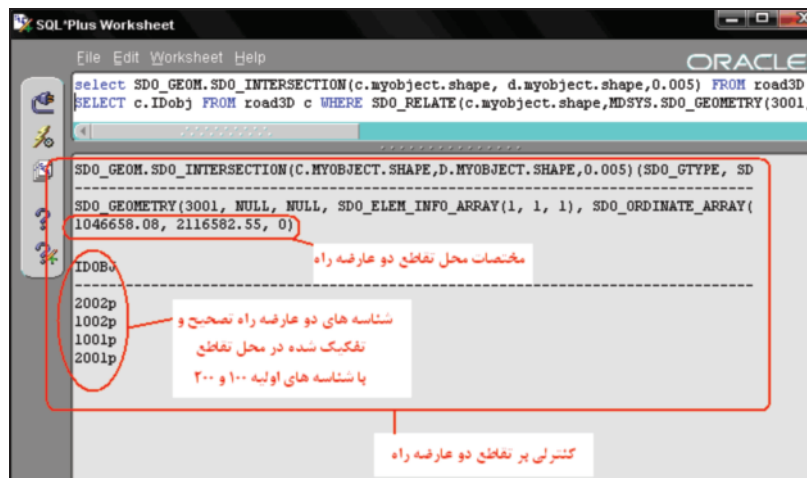 SQL*Plus Worksheet
File Edit Worksheet Help
ORACLE
select SDO_GEOM.SDO_INTERSECTION(c.myobject.shape, d.myobject.shape,0.005) FROM road3D
SELECT c.IDobj FROM road3D c WHERE SDO_RELATE(c.myobject.shape,MDSYS.SDO_GEOMETRY(3001,
SDO_GEOM.SDO_INTERSECTION(C.MYOBJECT.SHAPE,D.MYOBJECT.SHAPE,0.005)(SDO_GTYPE, SD
--------------------------------------------------------------------------------
SDO_GEOMETRY(3001, NULL, NULL, SDO_ELEM_INFO_ARRAY(1, 1, 1), SDO_ORDINATE_ARRAY(
1046658.08, 2116582.55, 0)
مختصات محل تقاطع دو عارضه راه
IDOBJ
--------------------------------------------------------------------------------
2002p
1002p
1001p
2001p
شناسه های دو عارضه راه تصحیح و
تفکیک شده در محل تقاطع
با شناسه های اولیه ۱۰۰ و ۲۰۰
کنترلی بر تقاطع دو عارضه راه